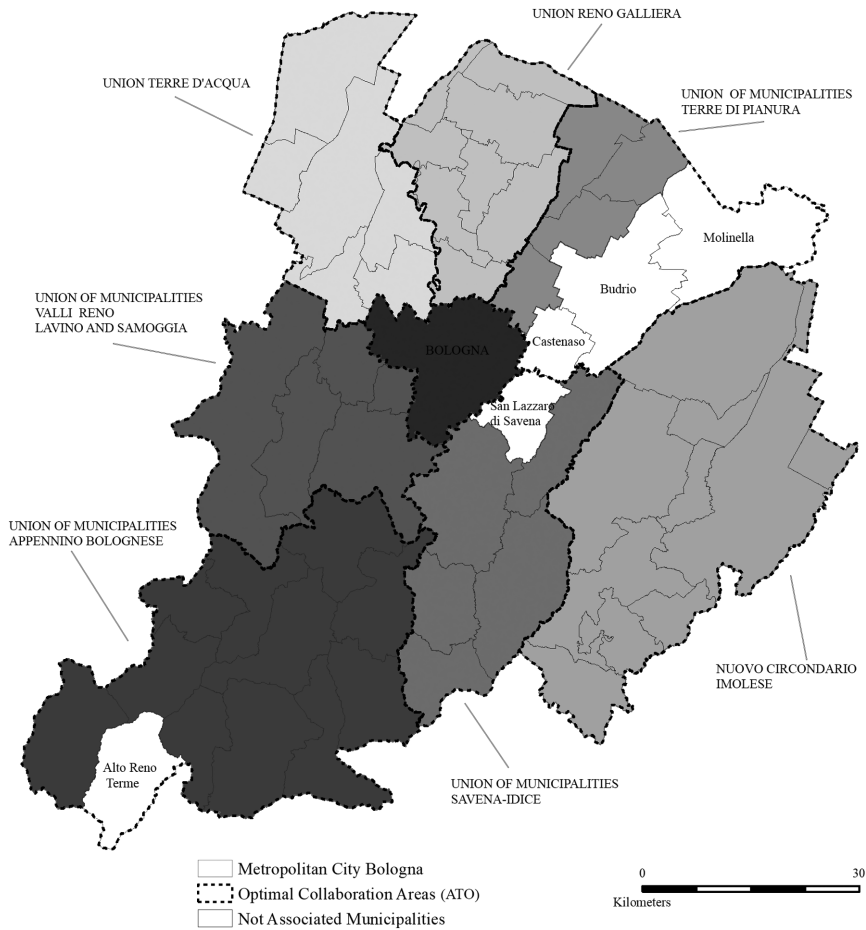 UNION RENO GALLIERA
UNION TERRE D'ACQUA
UNION OF MUNICIPALITIES
TERRE DI PIANURA
Molinella
Budrio
UNION OF MUNICIPALITIES
VALLI RENO
LAVINO AND SAMOGGIA
Castenaso
BOLOGNA
San Lazzaro
di Savena
UNION OF MUNICIPALITIES
APPENNINO BOLOGNESE
NUOVO CIRCONDARIO
IMOLESE
Alto Reno
Terme
UNION OF MUNICIPALITIES
SAVENA-IDICE
Metropolitan City Bologna
Optimal Collaboration Areas (ATO)
Not Associated Municipalities
0 30
Kilometers